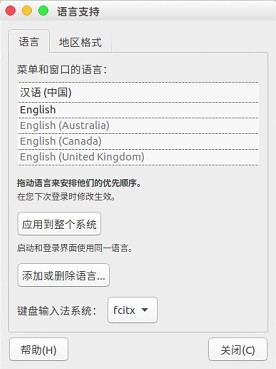 语言支持
语言 地区格式
菜单和窗口的语言：
汉语 (中国)
English
English (Australia)
English (Canada)
English (United Kingdom)
拖动语言来安排他们的优先顺序。
在您下次登录时修改生效。
应用到整个系统
启动和登录界面使用同一语言。
添加或删除语言...
键盘输入法系统： fcitx
帮助(H) 关闭(C)